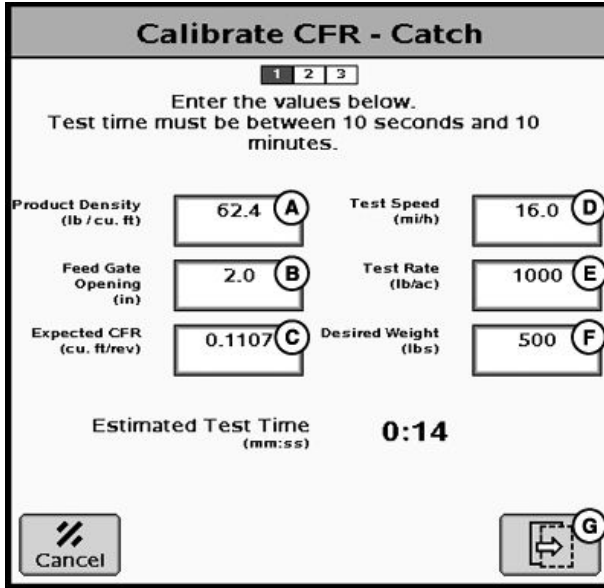 Calibrate CFR - Catch
1 2 3
Enter the values below.
Test time must be between 10 seconds and 10
minutes.
Product Density
(lb / cu. ft)
62.4 A
Test Speed
(mi/h)
16.0 D
Feed Gate
Opening
(in)
2.0 B
Test Rate
(lb/ac)
1000 E
Expected CFR
(cu. ft/rev)
0.1107 C
Desired Weight
(lbs)
500 F
Estimated Test Time
(mm:ss)
0:14
Cancel
G